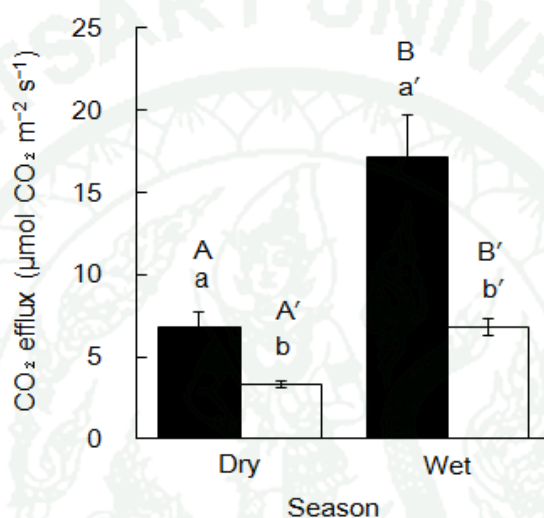 CO₂ efflux (µmol CO₂ m⁻² s⁻¹)
25
20
15
10
5
0
A
a
A′
b
B
a′
B′
b′
Dry
Wet
Season